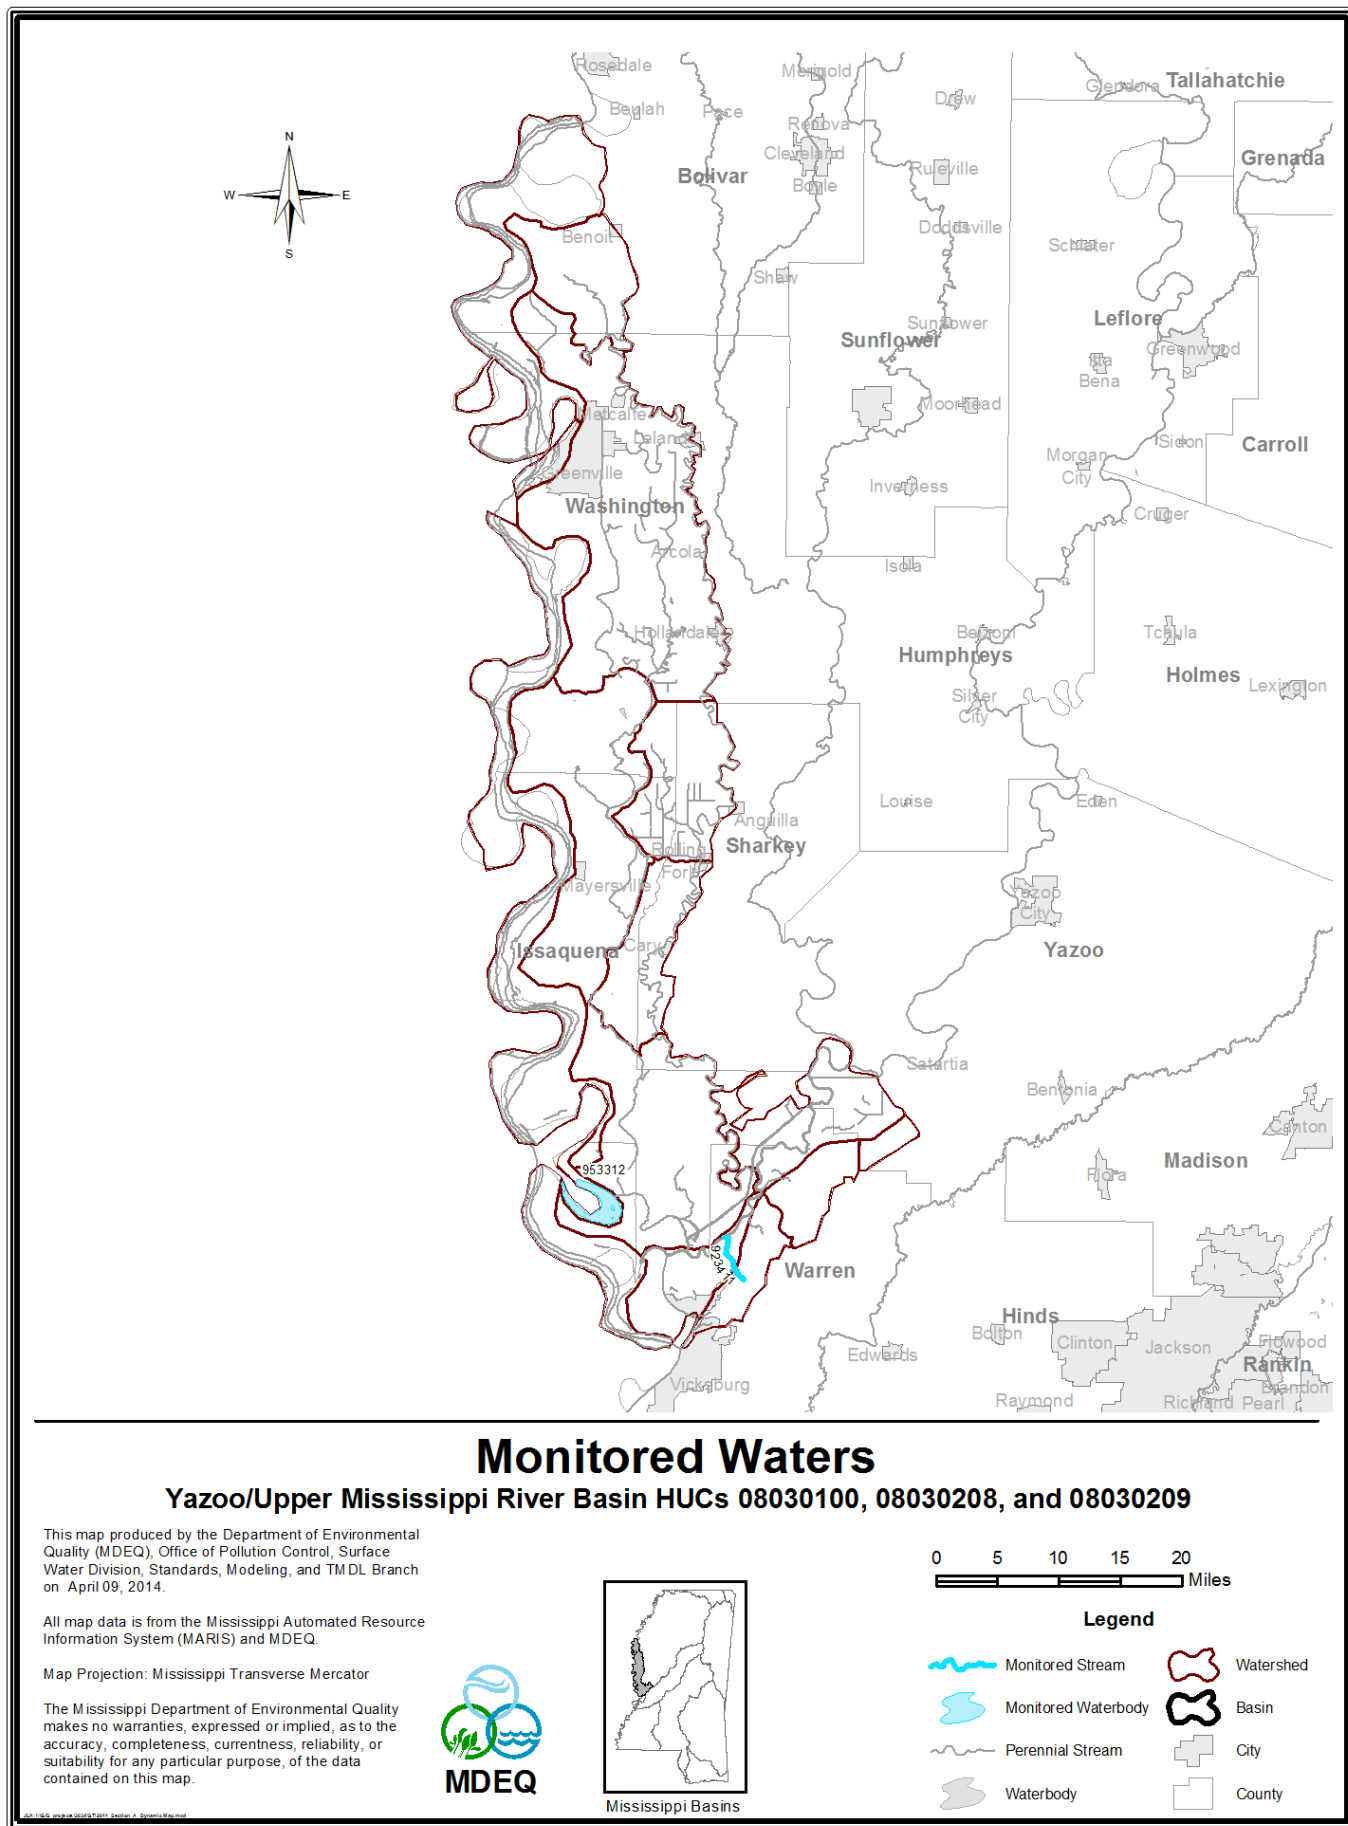 Rosedale
Merigold
Glendora
Tallahatchie
Beulah
Pace
Drew
Renova
N
Cleveland
Grenada
Bolivar
Ruleville
Boyle
W
E
S
Benoit
Doddsville
Schlater
Shaw
Leflore
Sunflower
Sunflower
Greenwood
Itta
Bena
Metcalfe
Moorhead
Leland
Sidon
Carroll
Morgan
City
Greenville
Inverness
Washington
Cruger
Arcola
Isola
Hollandale
Belzoni
Tchula
Humphreys
Holmes
Lexington
Silver
City
Louise
Eden
Anguilla
Sharkey
Rolling
Fork
Mayersville
Yazoo
City
Issaquena
Cary
Yazoo
Satartia
Bentonia
Canton
Madison
953312
Flora
Warren
Hinds
Bolton
Clinton
Jackson
Flowood
Edwards
Rankin
Vicksburg
Brandon
Raymond
Richland
Pearl
Monitored Waters
Yazoo/Upper Mississippi River Basin HUCs 08030100, 08030208, and 08030209
This map produced by the Department of Environmental
Quality (MDEQ), Office of Pollution Control, Surface
Water Division, Standards, Modeling, and TMDL Branch
on April 09, 2014.
All map data is from the Mississippi Automated Resource
Information System (MARIS) and MDEQ.
Map Projection: Mississippi Transverse Mercator
The Mississippi Department of Environmental Quality
makes no warranties, expressed or implied, as to the
accuracy, completeness, currentness, reliability, or
suitability for any particular purpose, of the data
contained on this map.
MDEQ
Mississippi Basins
0 5 10 15 20
Miles
Legend
Monitored Stream
Watershed
Monitored Waterbody
Basin
Perennial Stream
City
Waterbody
County